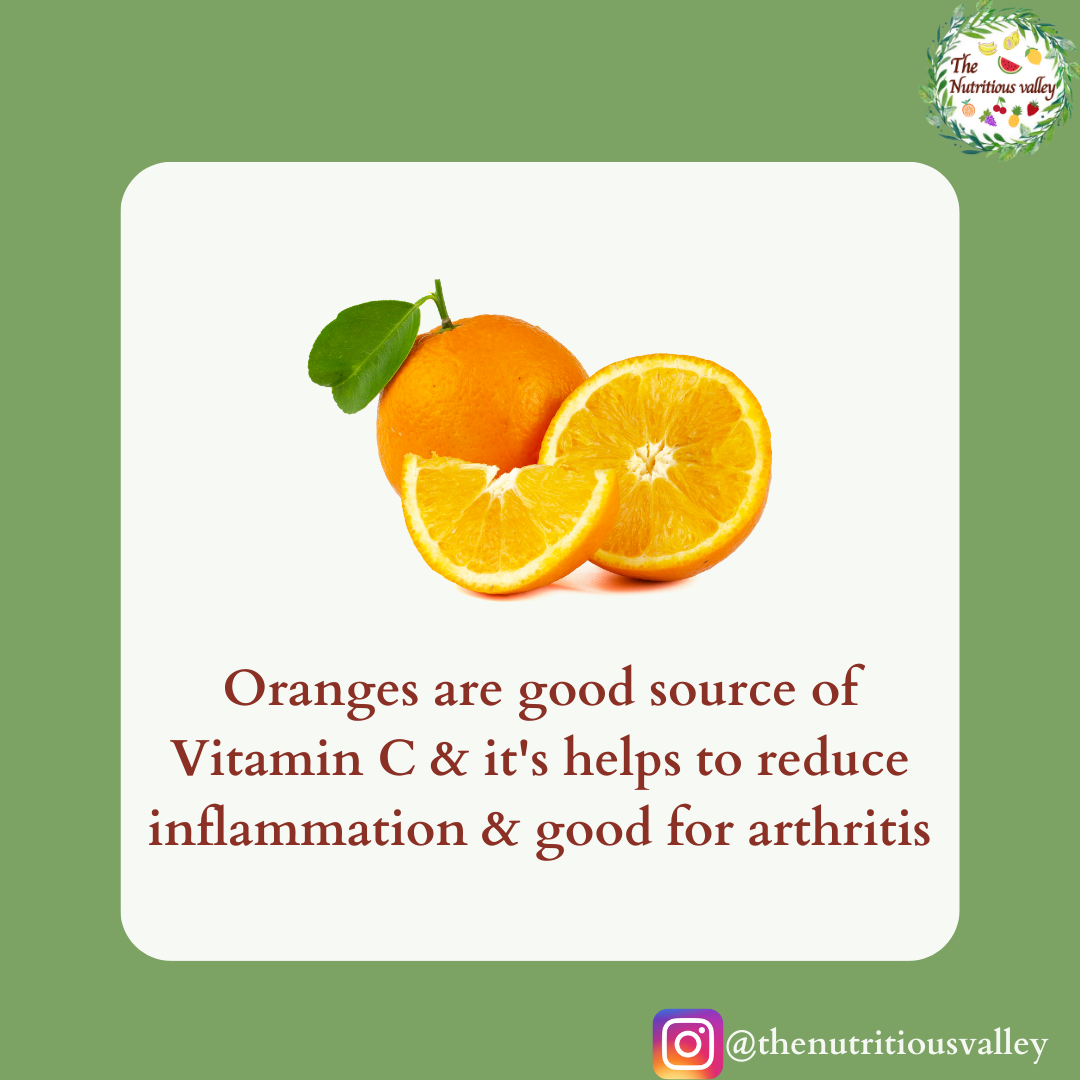 The
Nutritious valley
Oranges are good source of
Vitamin C & it's helps to reduce
inflammation & good for arthritis
@thenutritiousvalley